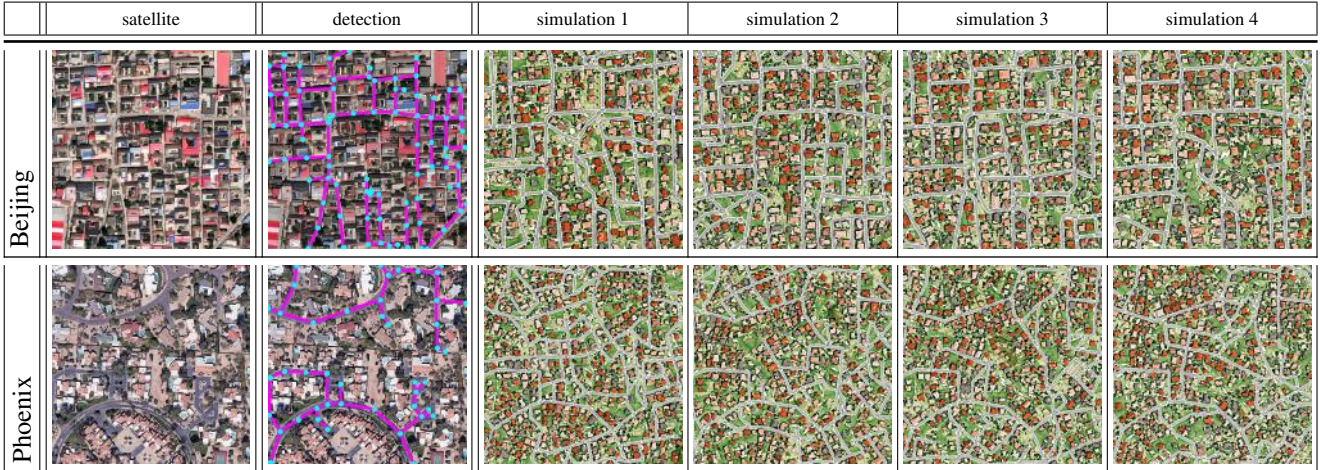 satellite detection simulation 1 simulation 2 simulation 3 simulation 4
Beijing
Phoenix